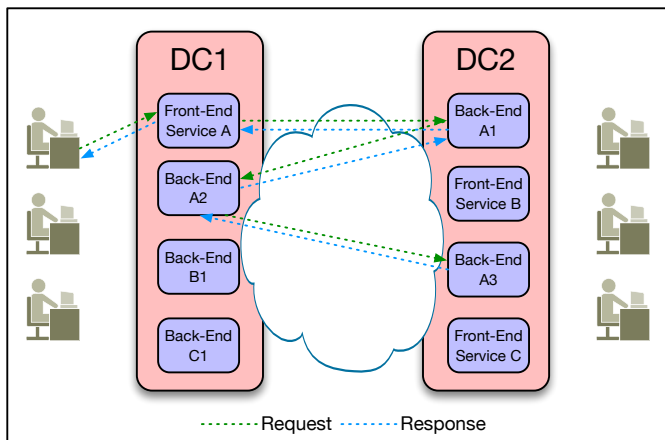 DC1
DC2
Front-End
Service A
Back-End
A1
Back-End
A2
Front-End
Service B
Back-End
B1
Back-End
A3
Back-End
C1
Front-End
Service C
Request
Response